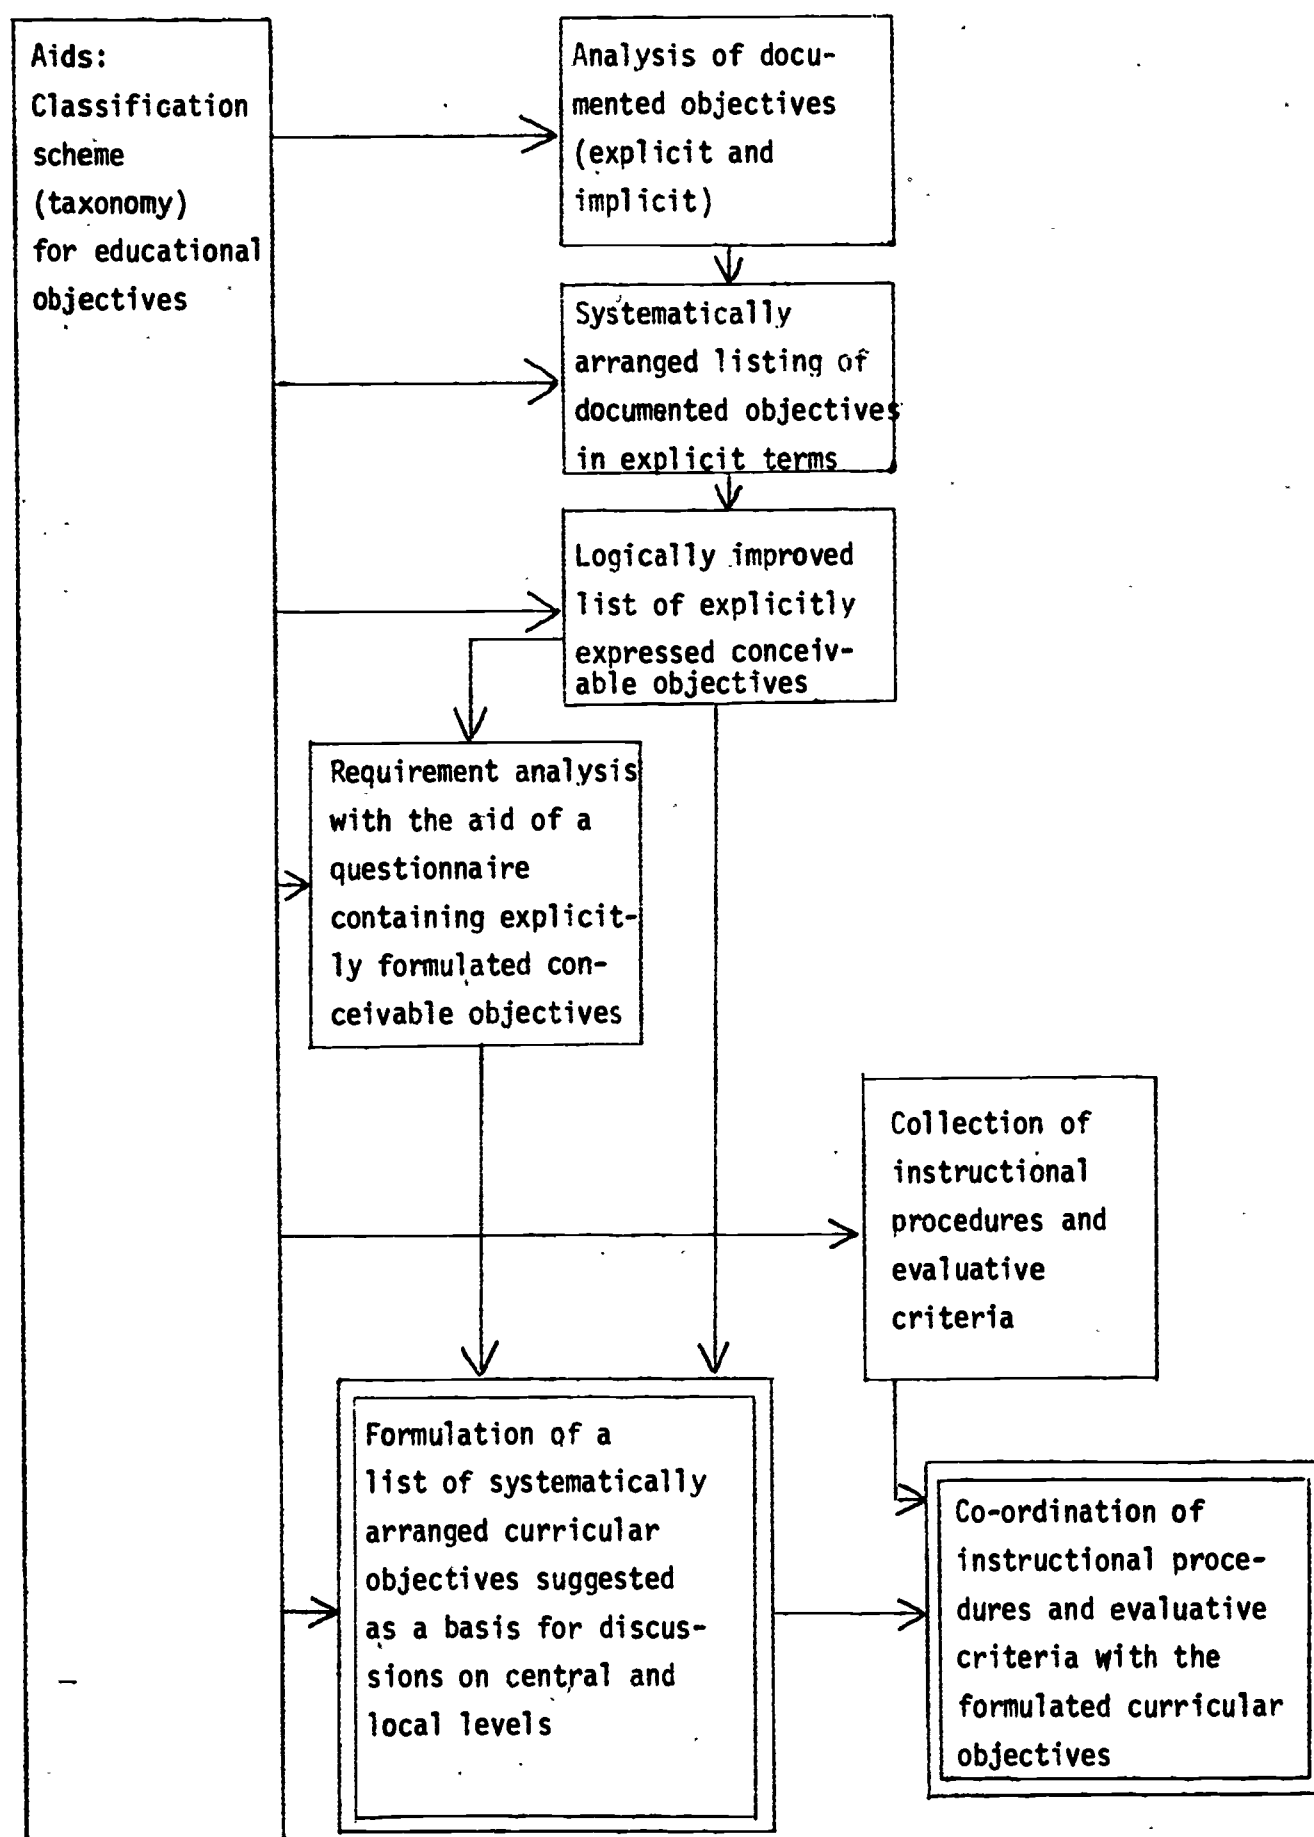 Aids:
Classification
scheme
(taxonomy)
for educational
objectives
Analysis of docu-
mented objectives
(explicit and
implicit)
Systematically
arranged listing of
documented objectives
in explicit terms
Logically improved
list of explicitly
expressed conceiv-
able objectives
Requirement analysis
with the aid of a
questionnaire
containing explicit-
ly formulated con-
ceivable objectives
Collection of
instructional
procedures and
evaluative
criteria
Formulation of a
list of systematically
arranged curricular
objectives suggested
as a basis for discus-
sions on central and
local levels
Co-ordination of
instructional proce-
dures and evaluative
criteria with the
formulated curricular
objectives